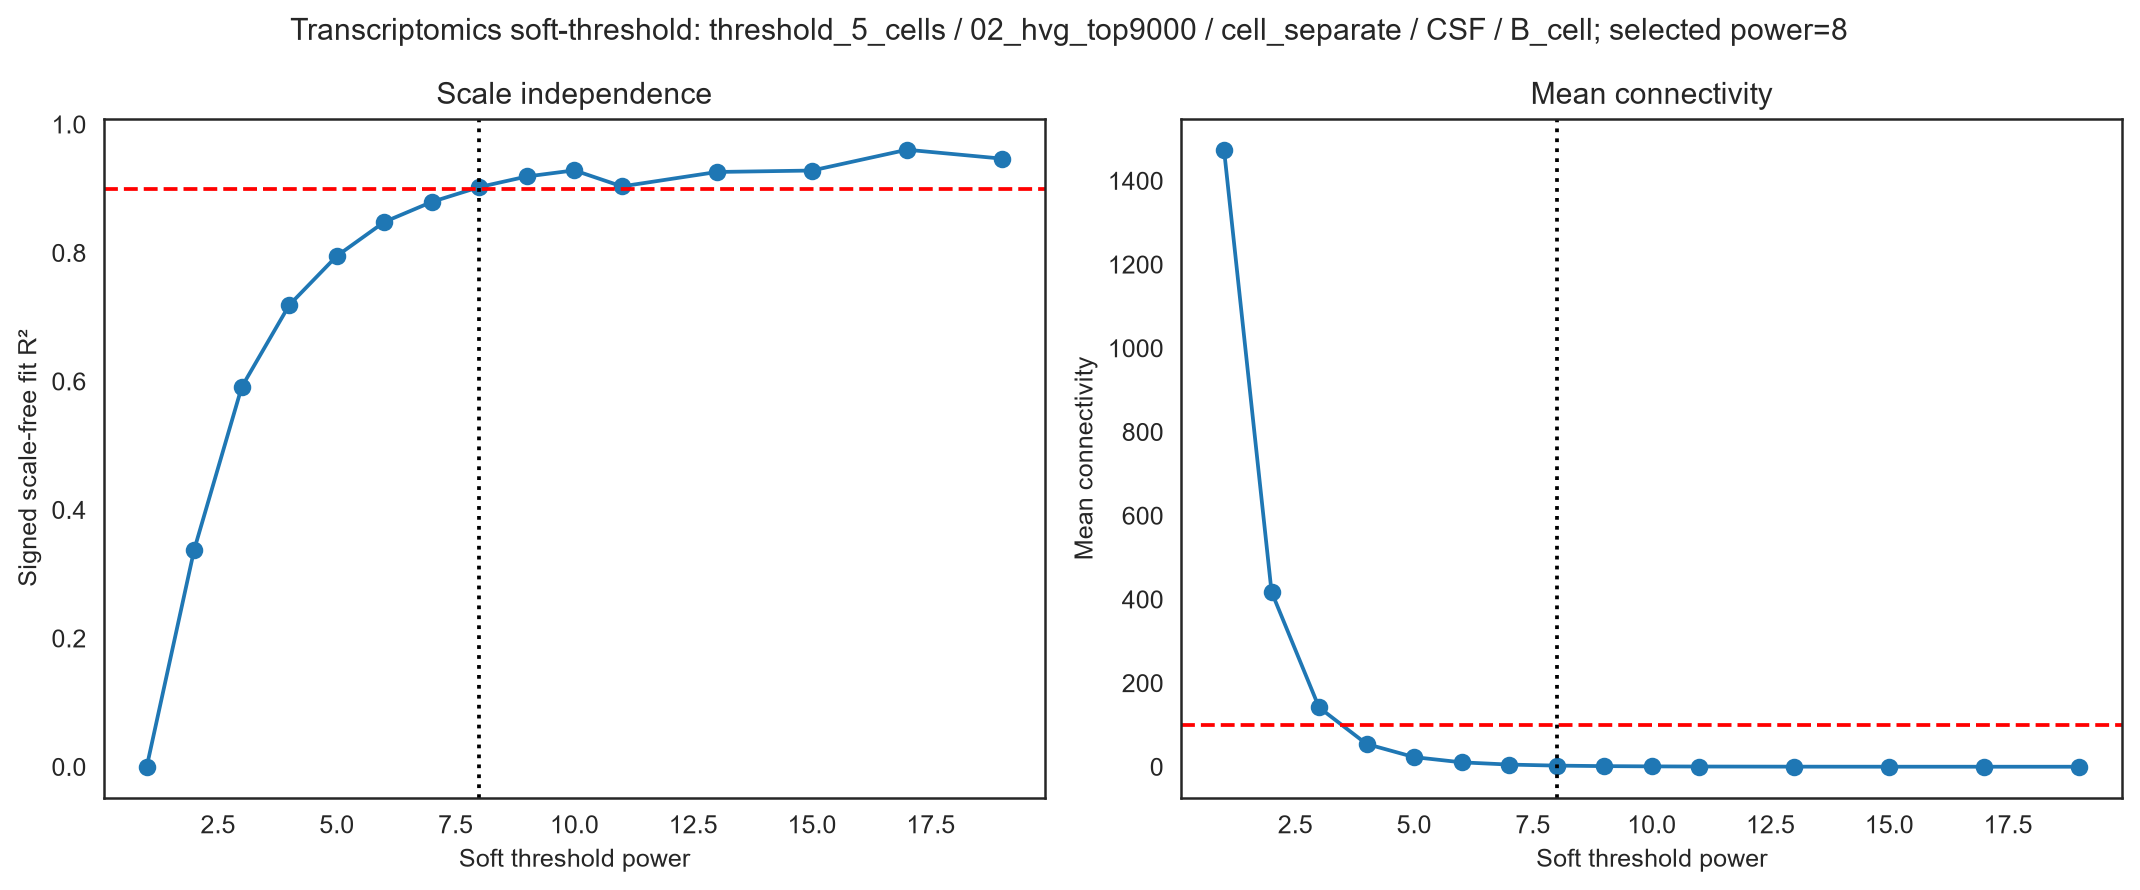 Transcriptomics soft-threshold: threshold_5_cells / 02_hvg_top9000 / cell_separate / CSF / B_cell; selected power=8
Scale independence
1.0
0.8
0.6
0.4
0.2
0.0
Signed scale-free fit R²
2.5 5.0 7.5 10.0 12.5 15.0 17.5
Soft threshold power
Mean connectivity
1400
1200
1000
800
600
400
200
0
Mean connectivity
2.5 5.0 7.5 10.0 12.5 15.0 17.5
Soft threshold power